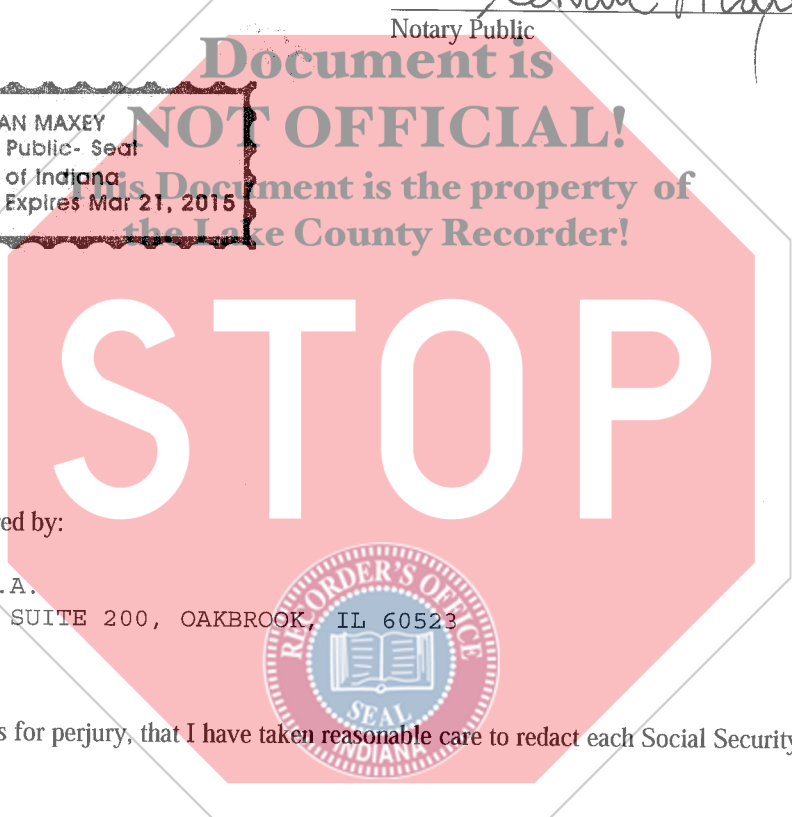 Notary Public
Document is
NOT OFFICIAL!
This Document is the property of
the Lake County Recorder!
AN MAXEY
Public- Seal
of Indiana
Expires Mar 21, 2015
STOP
ed by:
.A.
SUITE 200, OAKBROOK, IL 60523
RECORDER'S OFFICE
SEAL
INDIANA
s for perjury, that I have taken reasonable care to redact each Social Security